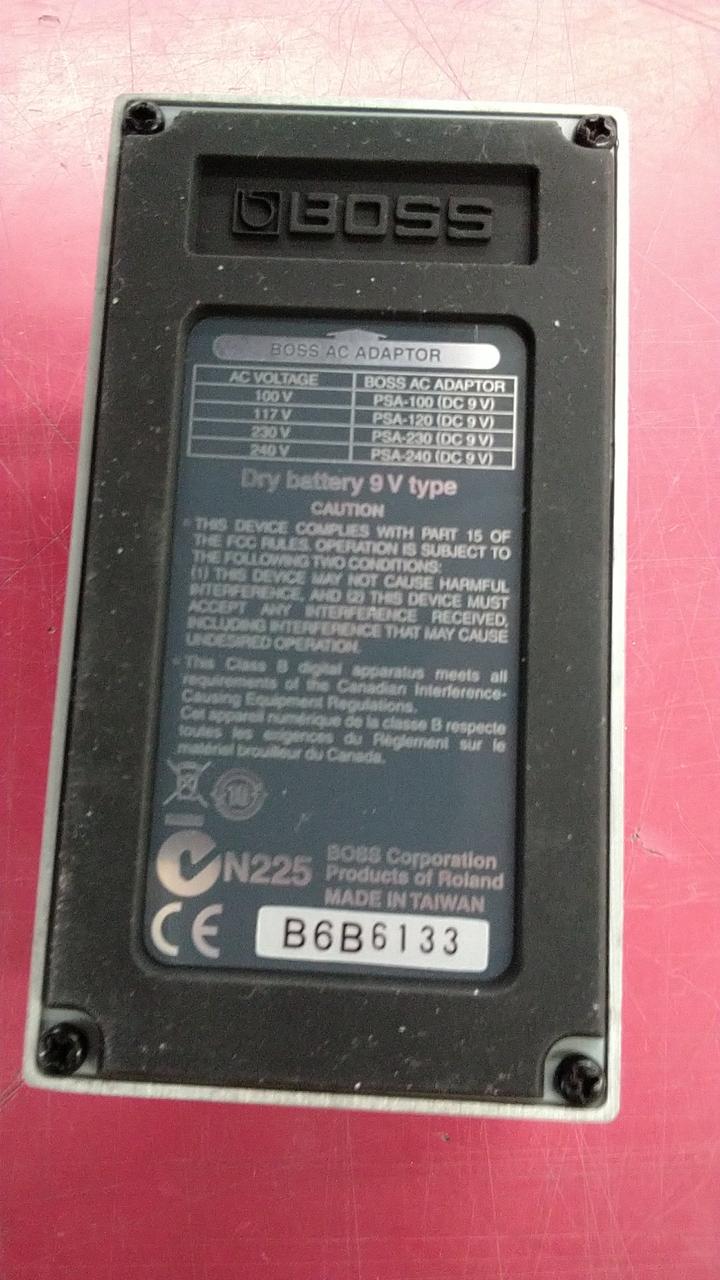 BOSS
BOSS AC ADAPTOR
AC VOLTAGE BOSS AC ADAPTOR
100 V PSA-100 (DC 9 V)
117 V PSA-120 (DC 9 V)
230 V PSA-230 (DC 9 V)
240 V PSA-240 (DC 9 V)
Dry battery 9 V type
CAUTION
* THIS DEVICE COMPLIES WITH PART 15 OF
THE FCC RULES. OPERATION IS SUBJECT TO
THE FOLLOWING TWO CONDITIONS:
(1) THIS DEVICE MAY NOT CAUSE HARMFUL
INTERFERENCE, AND (2) THIS DEVICE MUST
ACCEPT ANY INTERFERENCE RECEIVED,
INCLUDING INTERFERENCE THAT MAY CAUSE
UNDESIRED OPERATION.
* This Class B digital apparatus meets all
requirements of the Canadian Interference-
Causing Equipment Regulations.
Cet appareil numérique de la classe B respecte
toutes les exigences du Règlement sur le
matériel brouilleur du Canada.
10
N225
BOSS Corporation
Products of Roland
MADE IN TAIWAN
CE
B6B6133